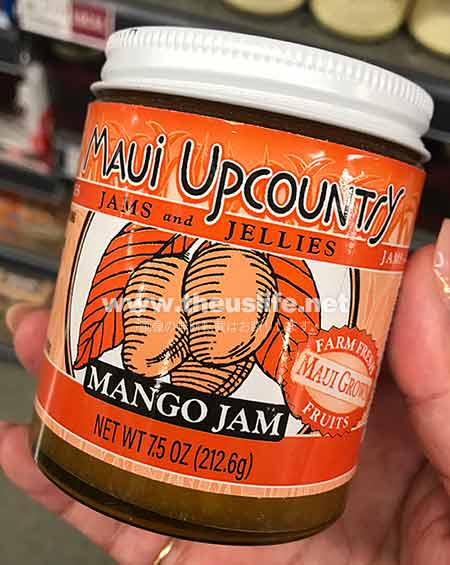 MAUI UPCOUNTRY
JAMS and JELLIES
JAMS
www.theuslife.net
MANGO JAM
FARM FRESH
MAUI GROWN
FRUITS
NET WT 7.5 OZ (212.6g)